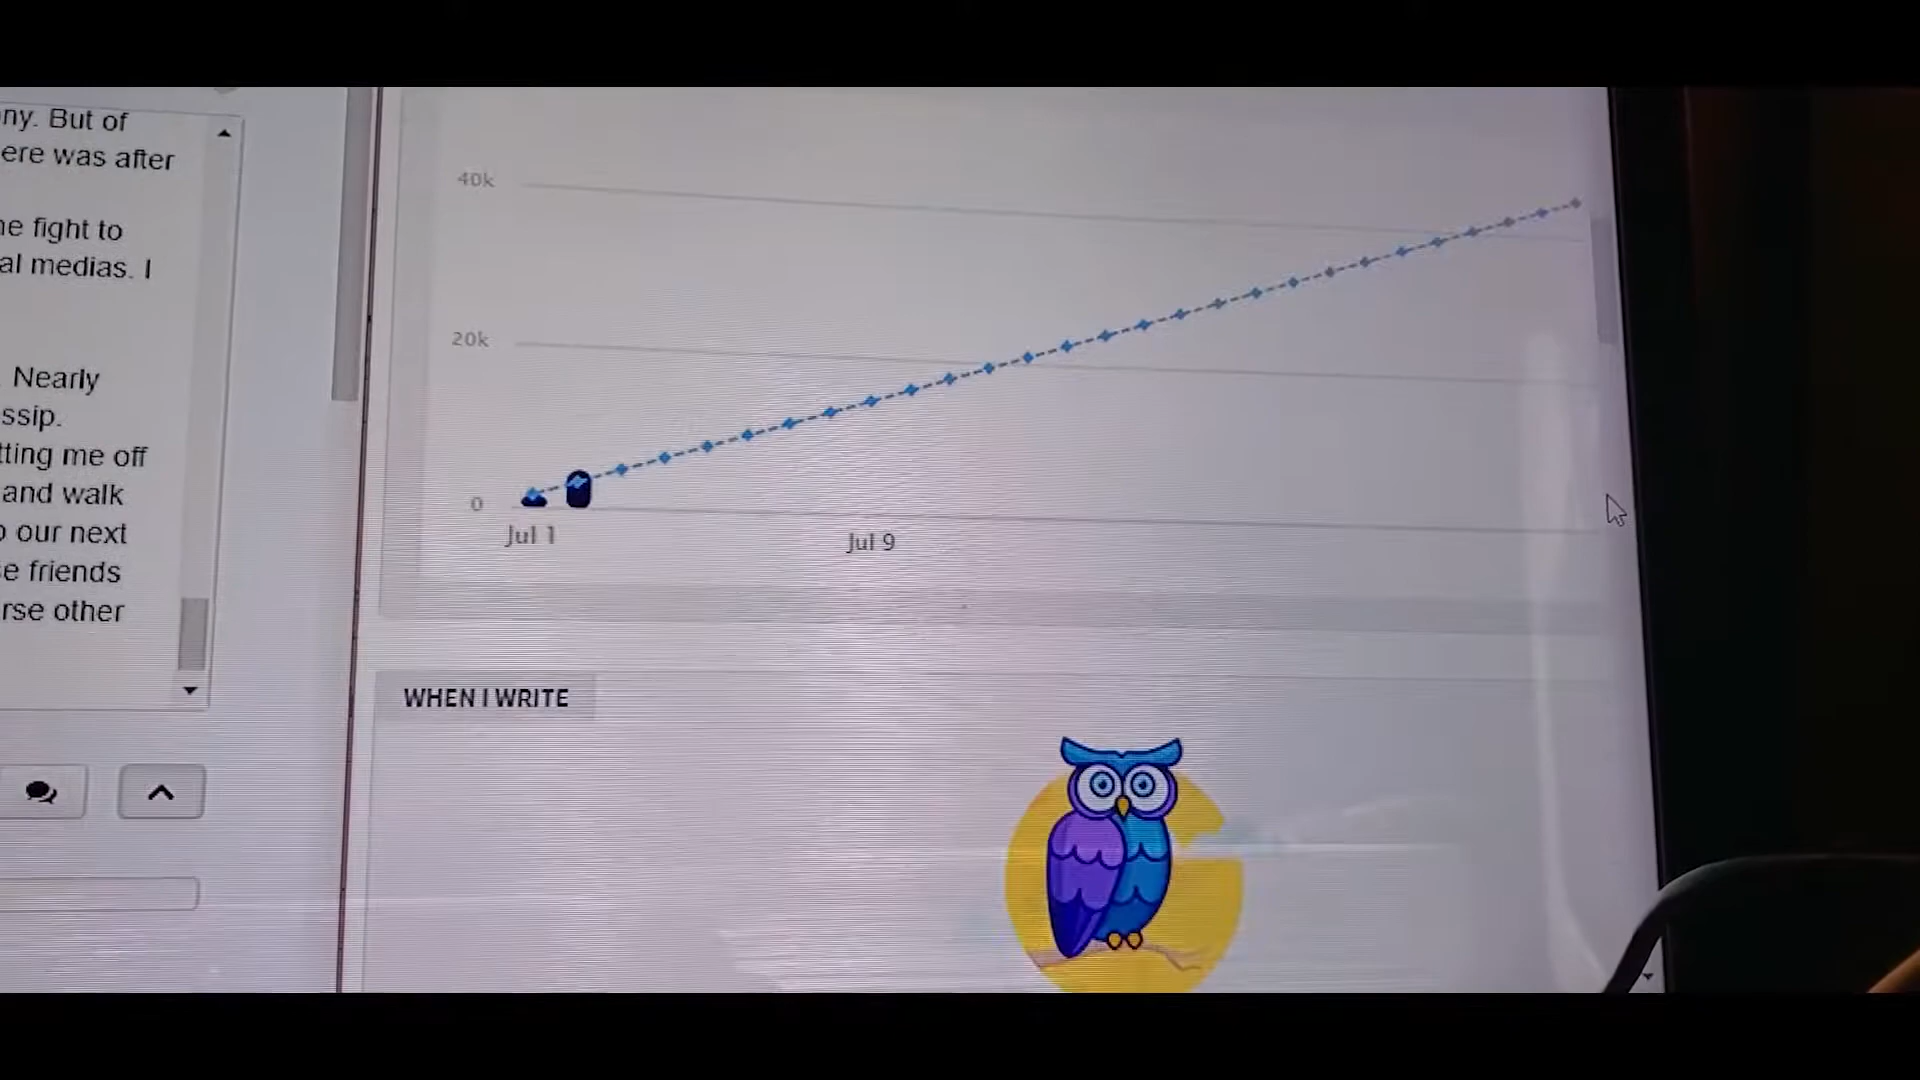 ny. But of
ere was after
ne fight to
al medias. I
. Nearly
ssip.
tting me off
and walk
o our next
e friends
rse other
40k
20k
0
Jul 1
Jul 9
WHEN I WRITE